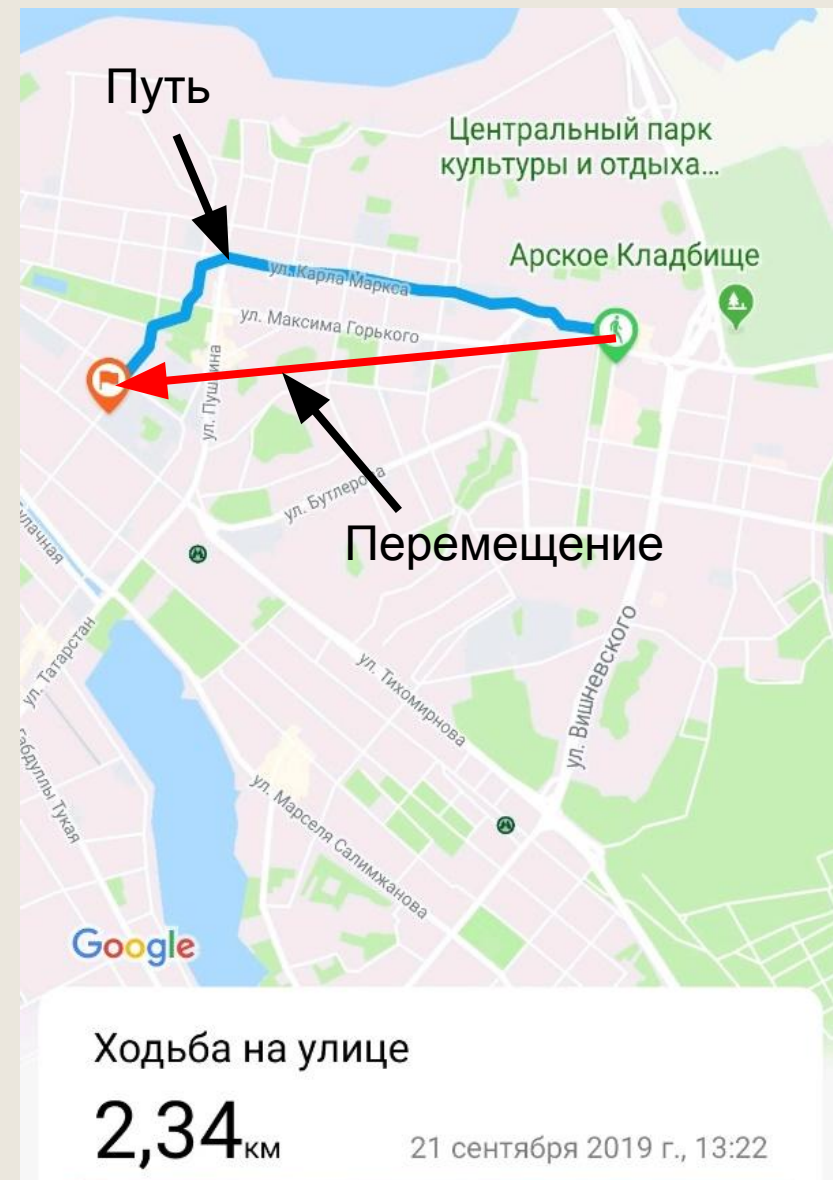 Путь
Центральный парк
культуры и отдыха...
Арское Кладбище
ул. Карла Маркса
ул. Максима Горького
ул. Пушкина
ул. Бутлерова
Перемещение
ул. Татарстан
ул. Тихомирнова
ул. Вишневского
Габдуллы Тукая
ул. Марселя Салимжанова
Google
Ходьба на улице
2,34км
21 сентября 2019 г., 13:22